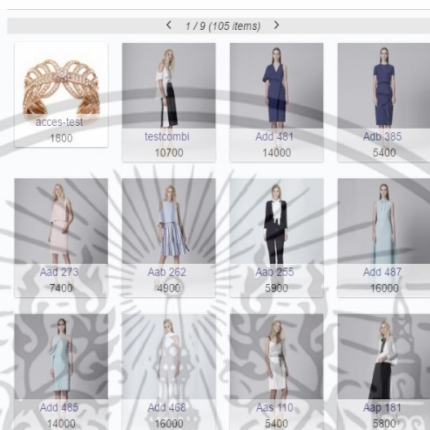 1 / 9 (105 items)
acces-test
1800
testcombi
10700
Add 481
14000
Adb 385
5400
Aad 273
7400
Aab 262
4900
Aab 255
5900
Add 487
16000
Add 485
14000
Add 468
16000
Aas 110
5400
Aap 181
5800